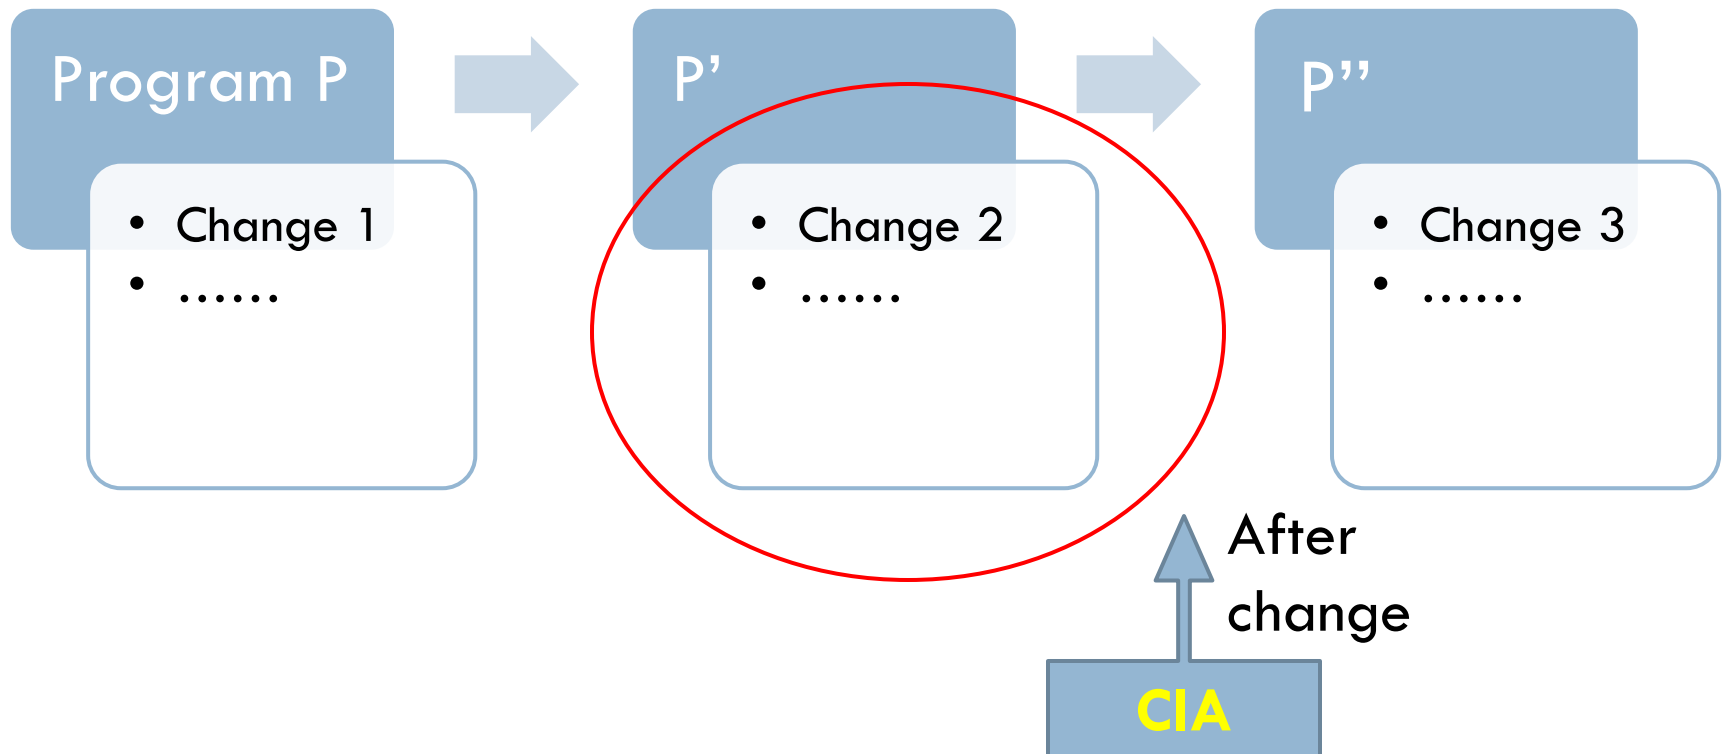 Program P
• Change 1
• ……
P’
• Change 2
• ……
P’’
• Change 3
• ……
After
change
CIA